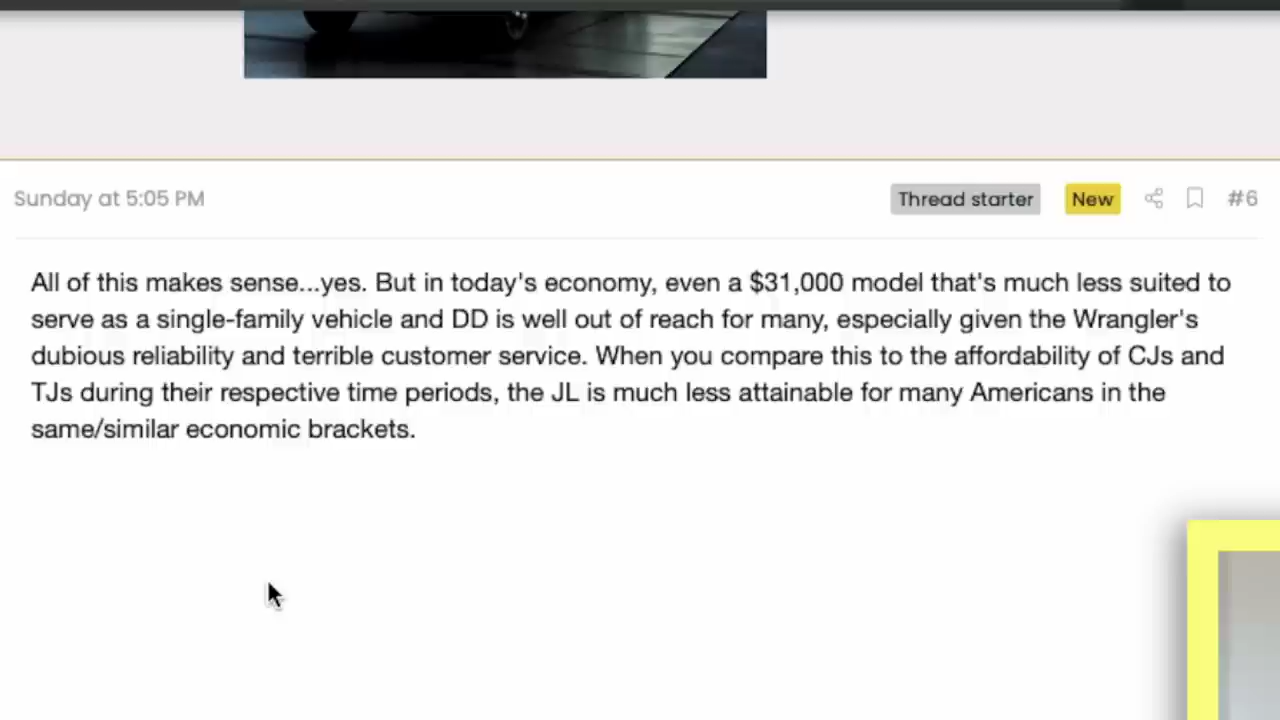 Sunday at 5:05 PM
Thread starter
New
#6
All of this makes sense...yes. But in today's economy, even a $31,000 model that's much less suited to
serve as a single-family vehicle and DD is well out of reach for many, especially given the Wrangler's
dubious reliability and terrible customer service. When you compare this to the affordability of CJs and
TJs during their respective time periods, the JL is much less attainable for many Americans in the
same/similar economic brackets.